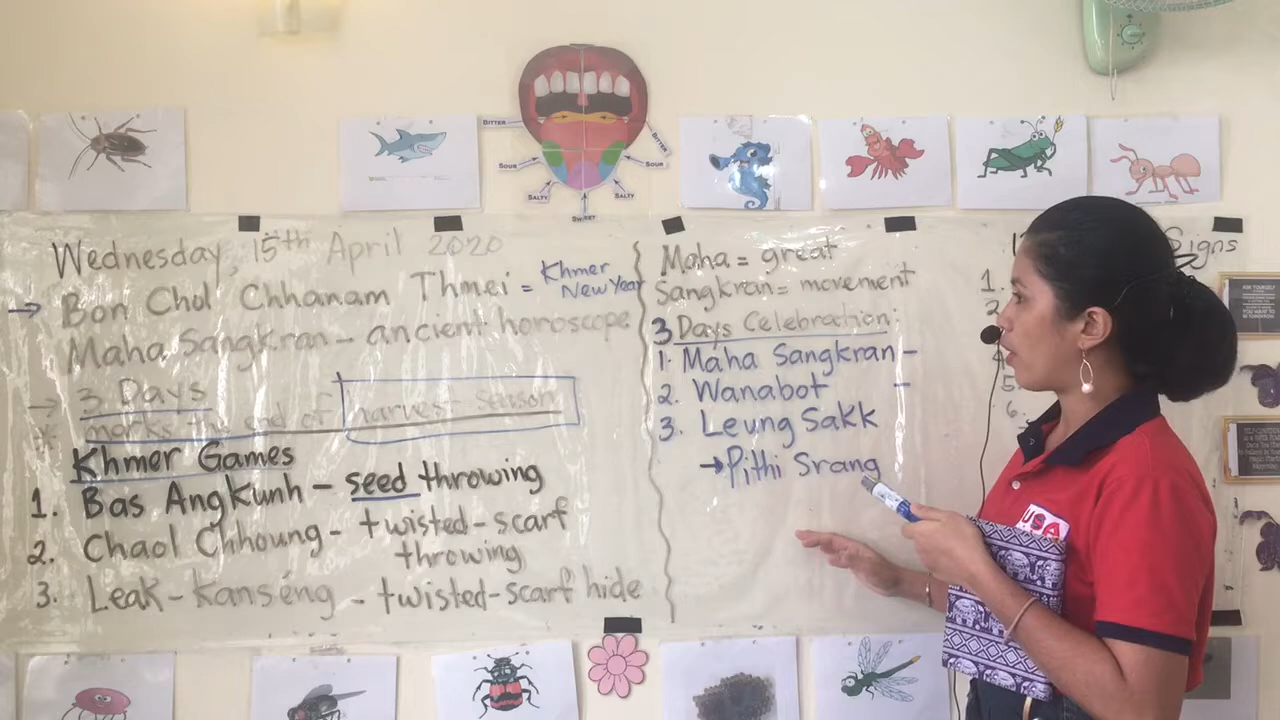 BITTER
BITTER
SOUR
SOUR
SALTY
SALTY
SWEET
Wednesday, 15th April 2020
→ Bon Chol Chhanam Thmei = Khmer New Year
Maha Sangkran - ancient horoscope
→ 3 Days
* marks the end of harvest season
Khmer Games
1. Bas Angkunh - seed throwing
2. Chaol Chhoung - twisted-scarf
throwing
3. Leak-Kanséng - twisted-scarf hide
Maha = great
Sangkran = movement
3 Days Celebration:
1. Maha Sangkran -
2. Wanabot -
3. Leung Sakk
→ Pithi Srang
Signs
1.
2
5
6.
USA
ASK YOURSELF